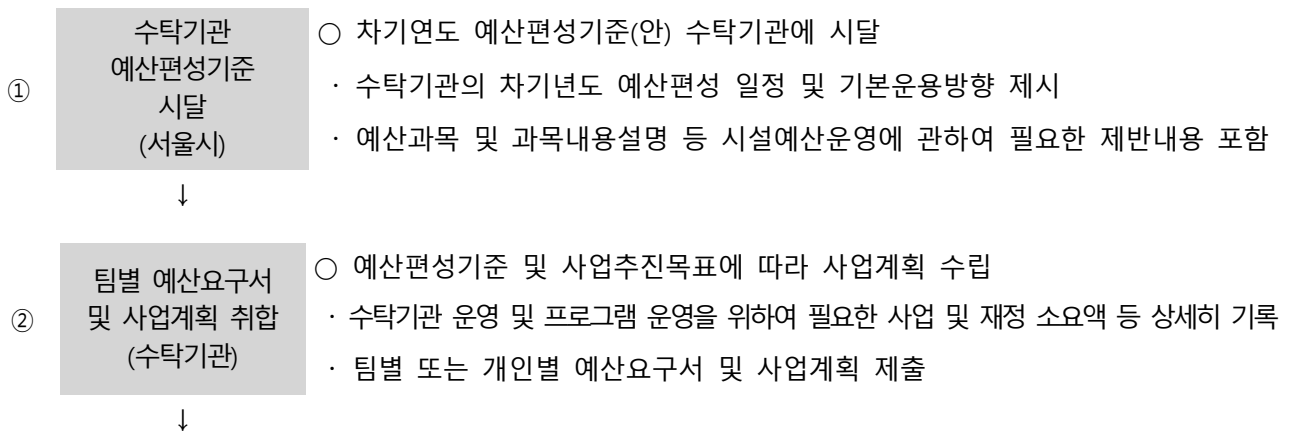 ①
수탁기관
예산편성기준
시달
(서울시)
○ 차기연도 예산편성기준(안) 수탁기관에 시달
· 수탁기관의 차기년도 예산편성 일정 및 기본운용방향 제시
· 예산과목 및 과목내용설명 등 시설예산운영에 관하여 필요한 제반내용 포함
↓
②
팀별 예산요구서
및 사업계획 취합
(수탁기관)
○ 예산편성기준 및 사업추진목표에 따라 사업계획 수립
· 수탁기관 운영 및 프로그램 운영을 위하여 필요한 사업 및 재정 소요액 등 상세히 기록
· 팀별 또는 개인별 예산요구서 및 사업계획 제출
↓